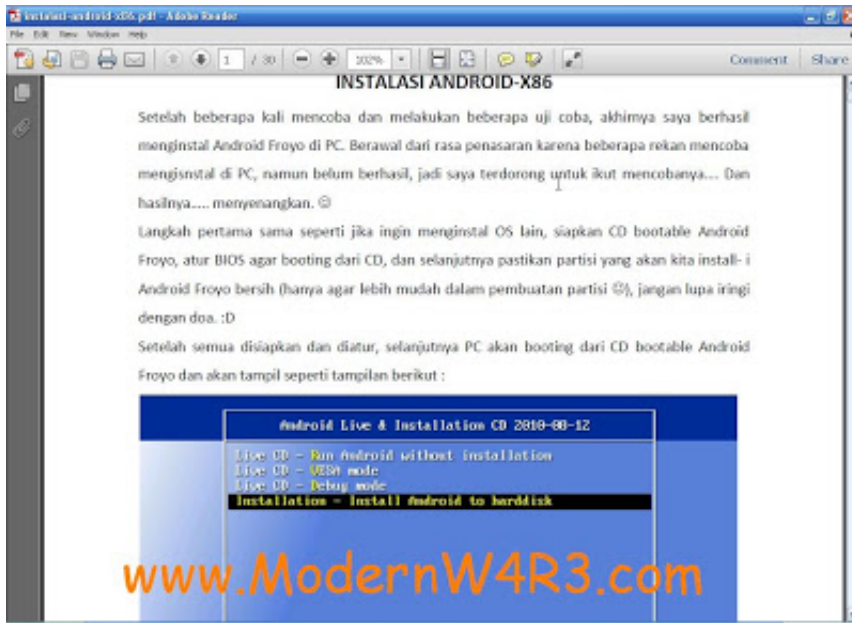 instalasi-android-x86.pdf - Adobe Reader
File Edit View Window Help
1 / 30 102% Comment Share
INSTALASI ANDROID-X86
Setelah beberapa kali mencoba dan melakukan beberapa uji coba, akhirnya saya berhasil
menginstal Android Froyo di PC. Berawal dari rasa penasaran karena beberapa rekan mencoba
mengisnstal di PC, namun belum berhasil, jadi saya terdorong untuk ikut mencobanya... Dan
hasilnya..... menyenangkan. ☺
Langkah pertama sama seperti jika ingin menginstal OS lain, siapkan CD bootable Android
Froyo, atur BIOS agar booting dari CD, dan selanjutnya pastikan partisi yang akan kita install- i
Android Froyo bersih (hanya agar lebih mudah dalam pembuatan partisi ☺), jangan lupa iringi
dengan doa. :D
Setelah semua disiapkan dan diatur, selanjutnya PC akan booting dari CD bootable Android
Froyo dan akan tampil seperti tampilan berikut :
Android Live & Installation CD 2010-08-12
Live CD - Run Android without installation
Live CD - VESA mode
Live CD - Debug mode
Installation - Install Android to harddisk
www.ModernW4R3.com